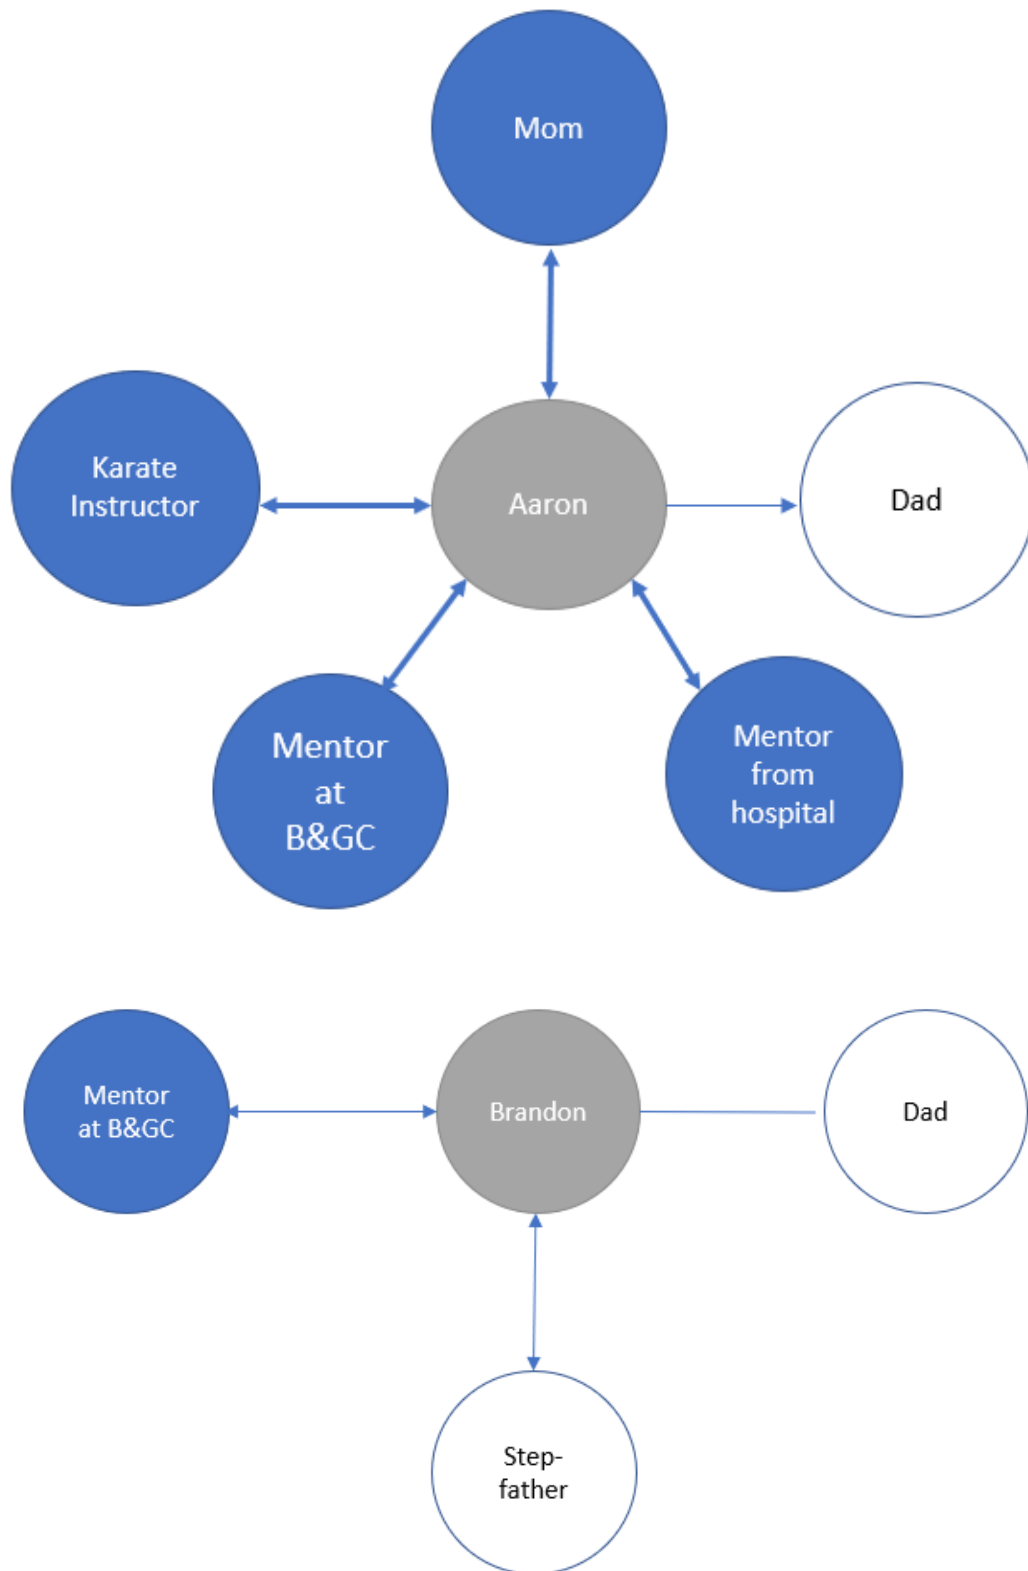 Mom
Karate
Instructor
Aaron
Dad
Mentor
at
B&GC
Mentor
from
hospital
Mentor
at B&GC
Brandon
Dad
Step-
father